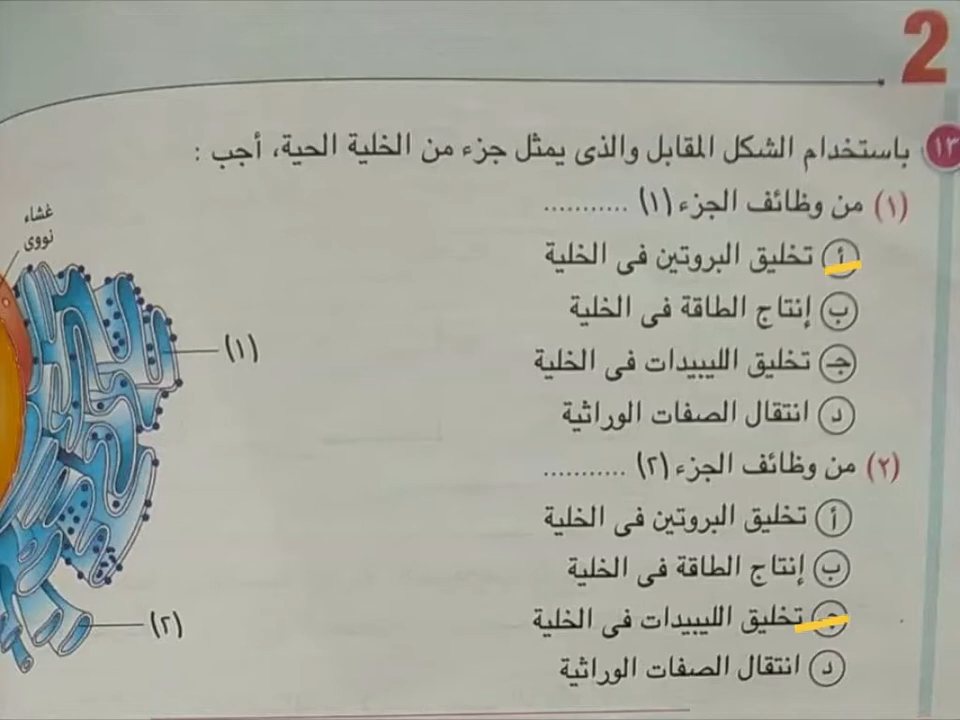 2
١٣ باستخدام الشكل المقابل والذى يمثل جزء من الخلية الحية، أجب :
(١) من وظائف الجزء (١) ...........
أ تخليق البروتين فى الخلية
ب إنتاج الطاقة فى الخلية
جـ تخليق الليبيدات فى الخلية
د انتقال الصفات الوراثية
(٢) من وظائف الجزء (٢) ...........
أ تخليق البروتين فى الخلية
ب إنتاج الطاقة فى الخلية
جـ تخليق الليبيدات فى الخلية
د انتقال الصفات الوراثية
غشاء
نووى
(١)
(٢)